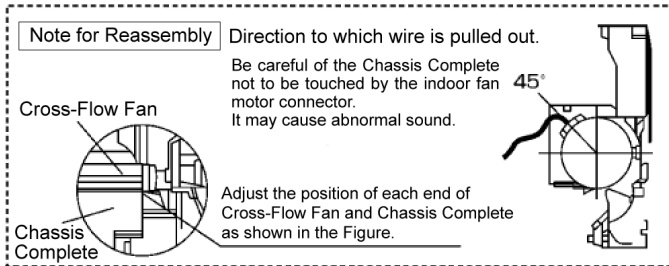 Note for Reassembly
Direction to which wire is pulled out.
Be careful of the Chassis Complete
not to be touched by the indoor fan
motor connector.
It may cause abnormal sound.
45°
Cross-Flow Fan
Adjust the position of each end of
Cross-Flow Fan and Chassis Complete
as shown in the Figure.
Chassis
Complete